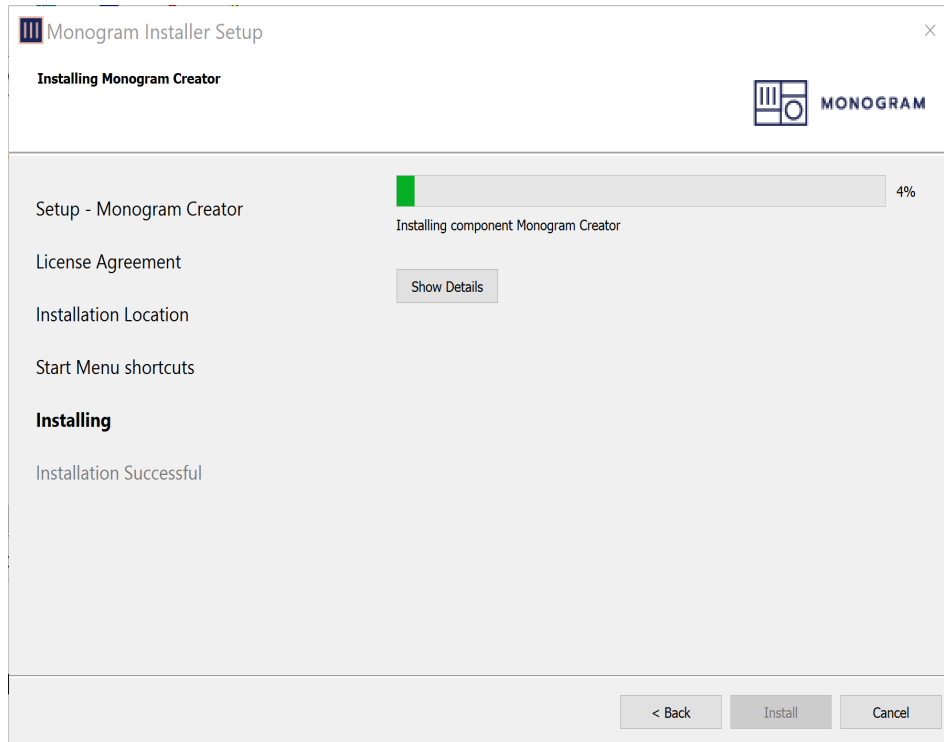 Monogram Installer Setup
Installing Monogram Creator
MONOGRAM
Setup - Monogram Creator
License Agreement
Installation Location
Start Menu shortcuts
Installing
Installation Successful
4%
Installing component Monogram Creator
Show Details
< Back
Install
Cancel